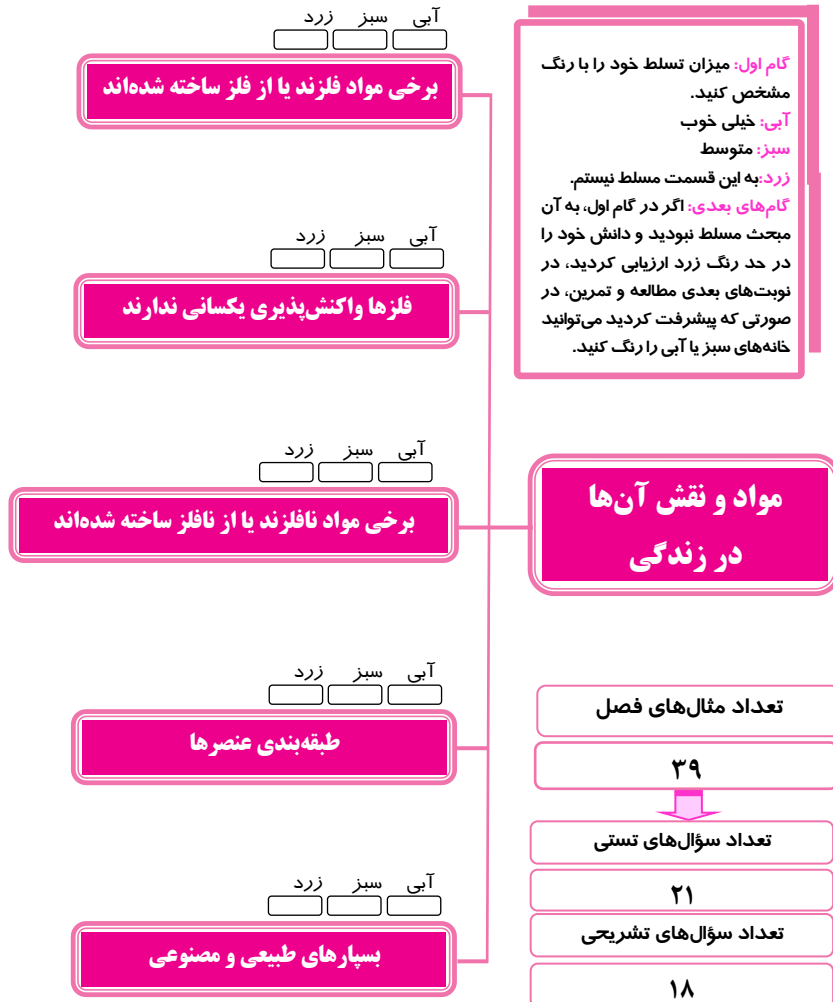 گام اول: میزان تسلط خود را با رنگ
مشخص کنید.
آبی: خیلی خوب
سبز: متوسط
زرد:به این قسمت مسلط نیستم.
گام‌های بعدی: اگر در گام اول، به آن
مبحث مسلط نبودید و دانش خود را
در حد رنگ زرد ارزیابی کردید، در
نوبت‌های بعدی مطالعه و تمرین، در
صورتی که پیشرفت کردید می‌توانید
خانه‌های سبز یا آبی را رنگ کنید.
مواد و نقش آن‌ها
در زندگی
آبی سبز زرد
برخی مواد فلزند یا از فلز ساخته شده‌اند
آبی سبز زرد
فلزها واکنش‌پذیری یکسانی ندارند
آبی سبز زرد
برخی مواد نافلزند یا از نافلز ساخته شده‌اند
آبی سبز زرد
طبقه‌بندی عنصرها
آبی سبز زرد
بسپارهای طبیعی و مصنوعی
تعداد مثال‌های فصل
۳۹
تعداد سؤال‌های تستی
۲۱
تعداد سؤال‌های تشریحی
۱۸